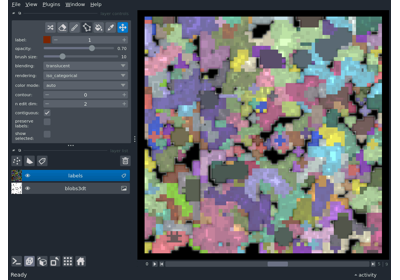 File View Plugins Window Help
label: 1
opacity: 0.70
brush size: 10
blending: translucent
rendering: iso_categorical
color mode: auto
contour: 0
n edit dim: 2
contiguous:
preserve
labels:
show
selected:
labels
blobs3dt
Ready
activity